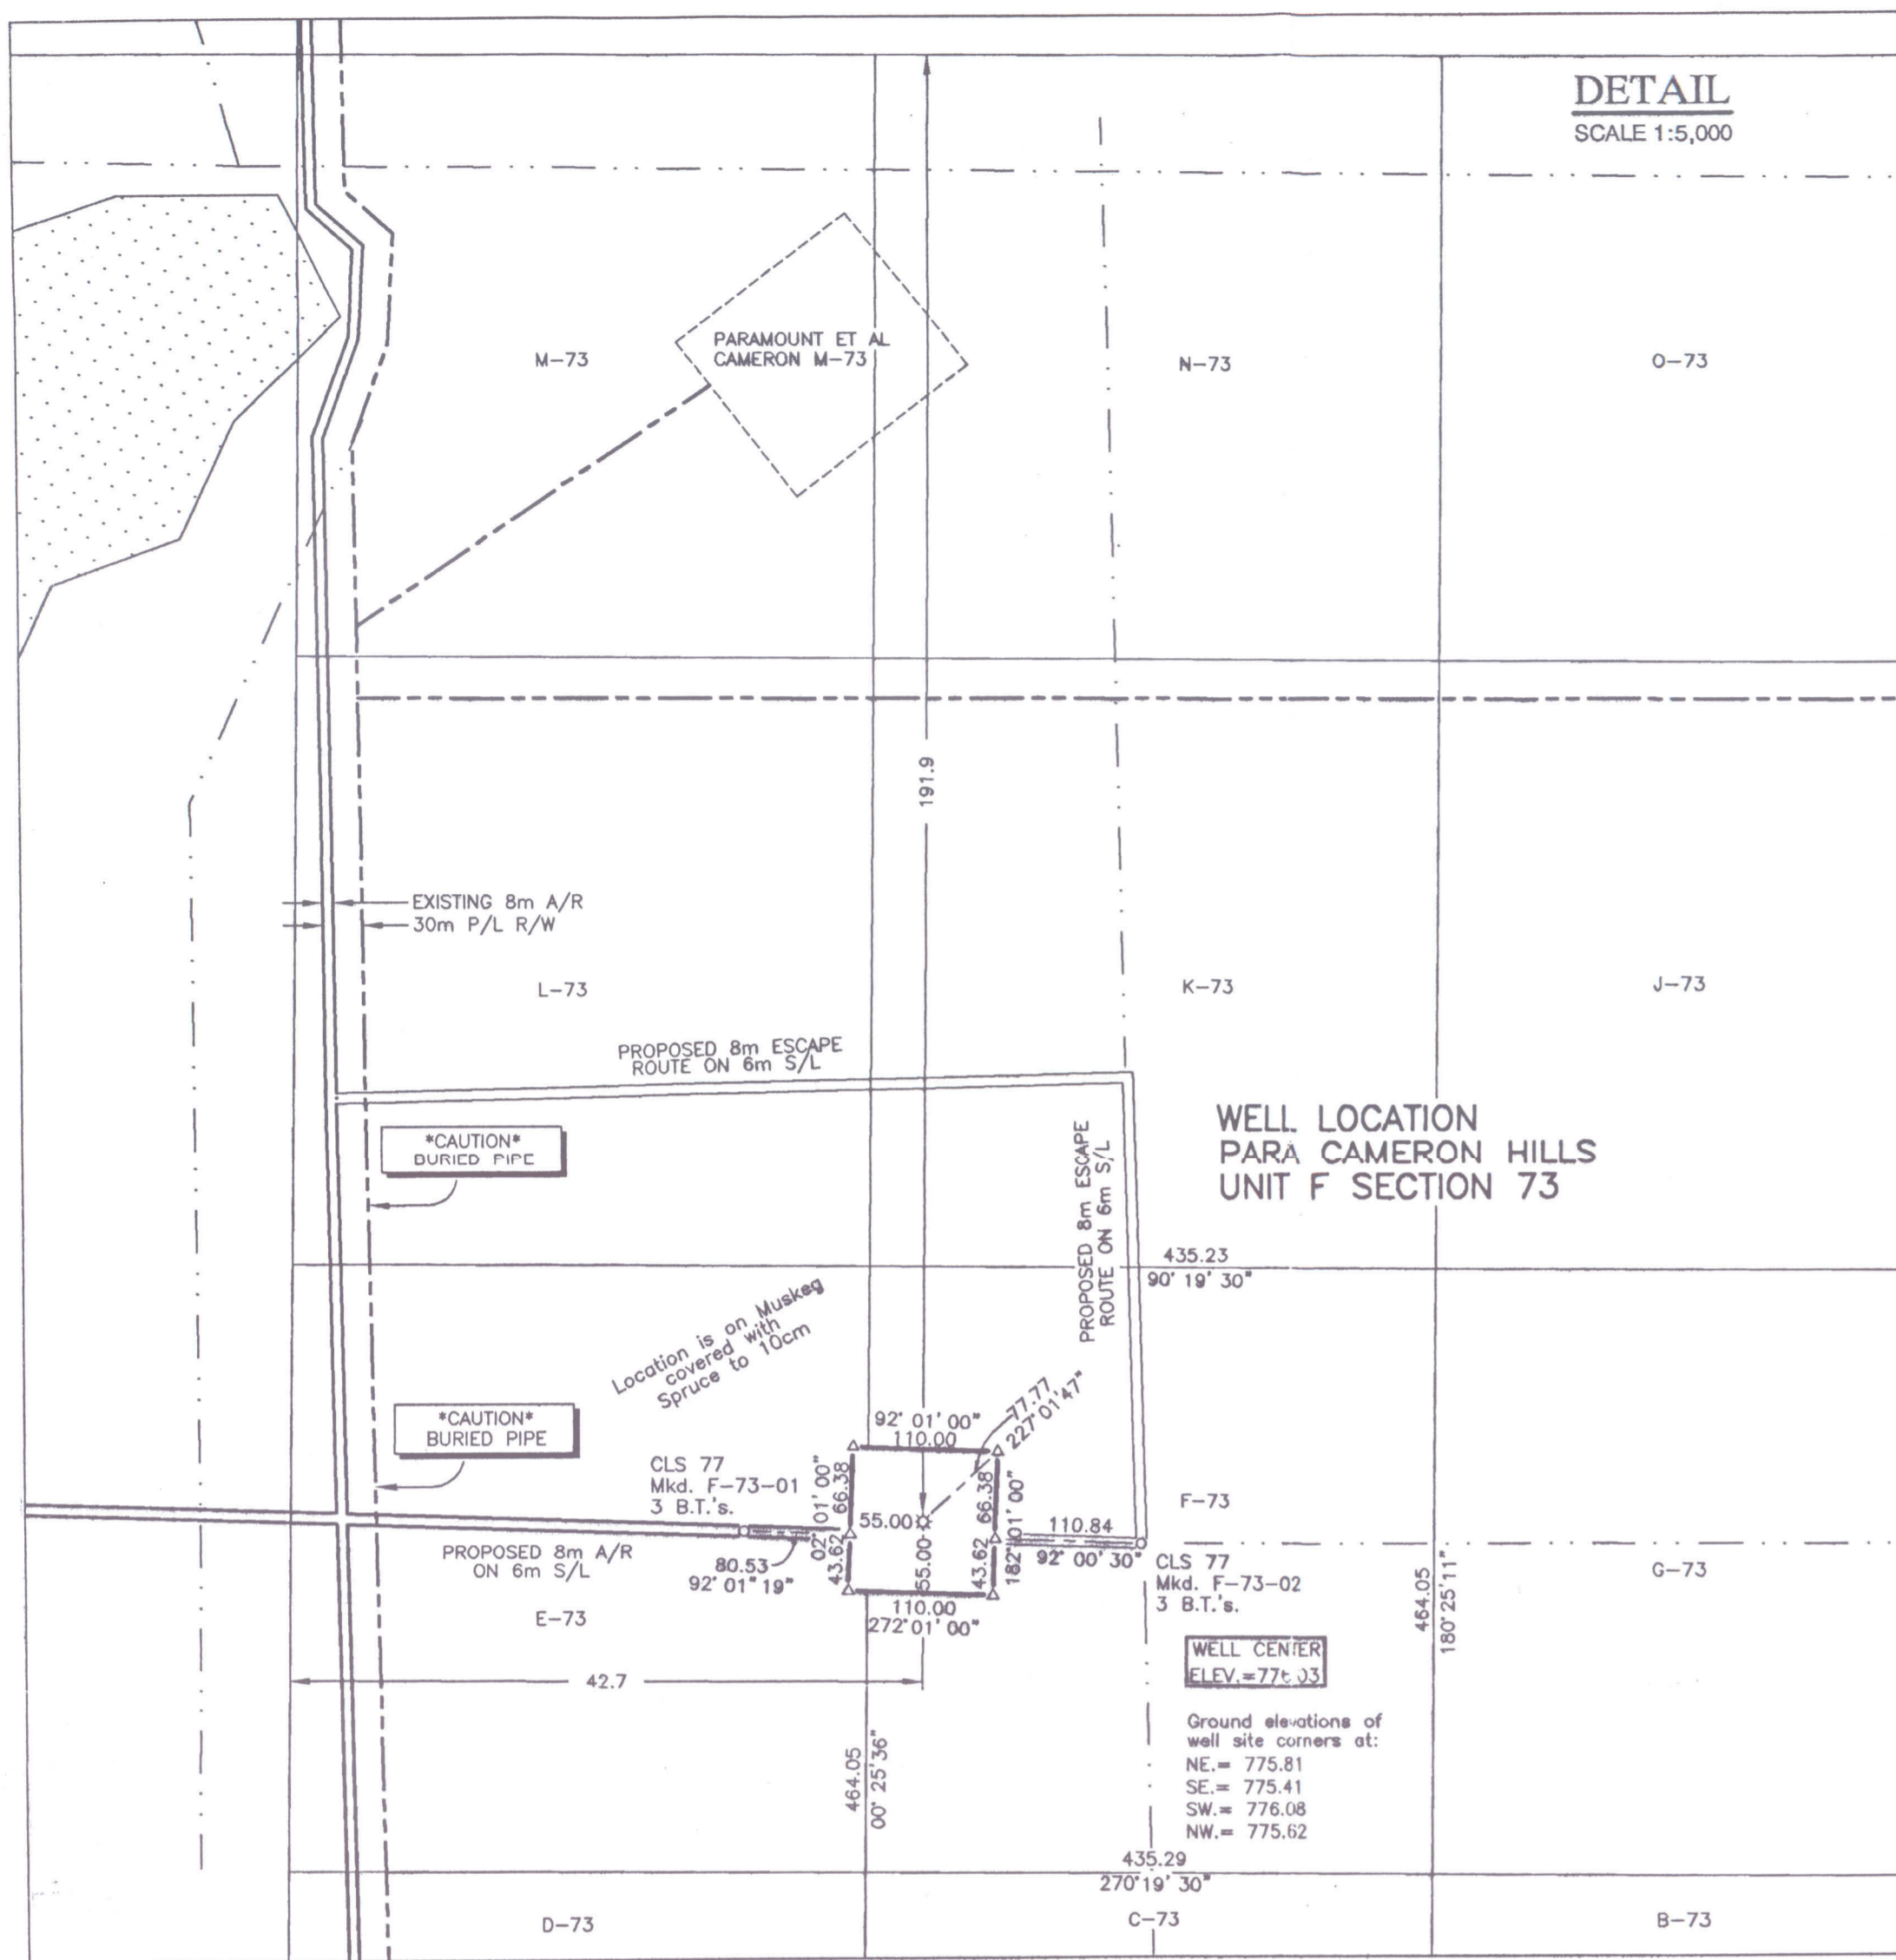 DETAIL
SCALE 1:5,000
PARAMOUNT ET AL
CAMERON M-73
M-73
N-73
O-73
191.9
EXISTING 8m A/R
30m P/L R/W
L-73
K-73
J-73
PROPOSED 8m ESCAPE
ROUTE ON 6m S/L
*CAUTION*
BURIED PIPE
PROPOSED 8m ESCAPE
ROUTE ON 6m S/L
WELL LOCATION
PARA CAMERON HILLS
UNIT F SECTION 73
435.23
90° 19' 30"
Location is on Muskeg
covered with
Spruce to 10cm
*CAUTION*
BURIED PIPE
CLS 77
Mkd. F-73-01
3 B.T.'s.
92° 01' 00"
110.00
77.77
227° 01' 47"
02° 01' 00"
66.38
43.62
55.00
55.00
66.38
43.62
182° 01' 00"
F-73
110.84
92° 00' 30"
CLS 77
Mkd. F-73-02
3 B.T.'s.
G-73
PROPOSED 8m A/R
ON 6m S/L
80.53
92° 01" 19"
110.00
272° 01' 00"
E-73
464.05
180° 25' 11"
WELL CENTER
ELEV.=
42.7
464.05
00° 25' 36"
Ground elevations of
well site corners at:
NE.= 775.81
SE.= 775.41
SW.= 776.08
NW.= 775.62
435.29
270° 19' 30"
D-73
C-73
B-73